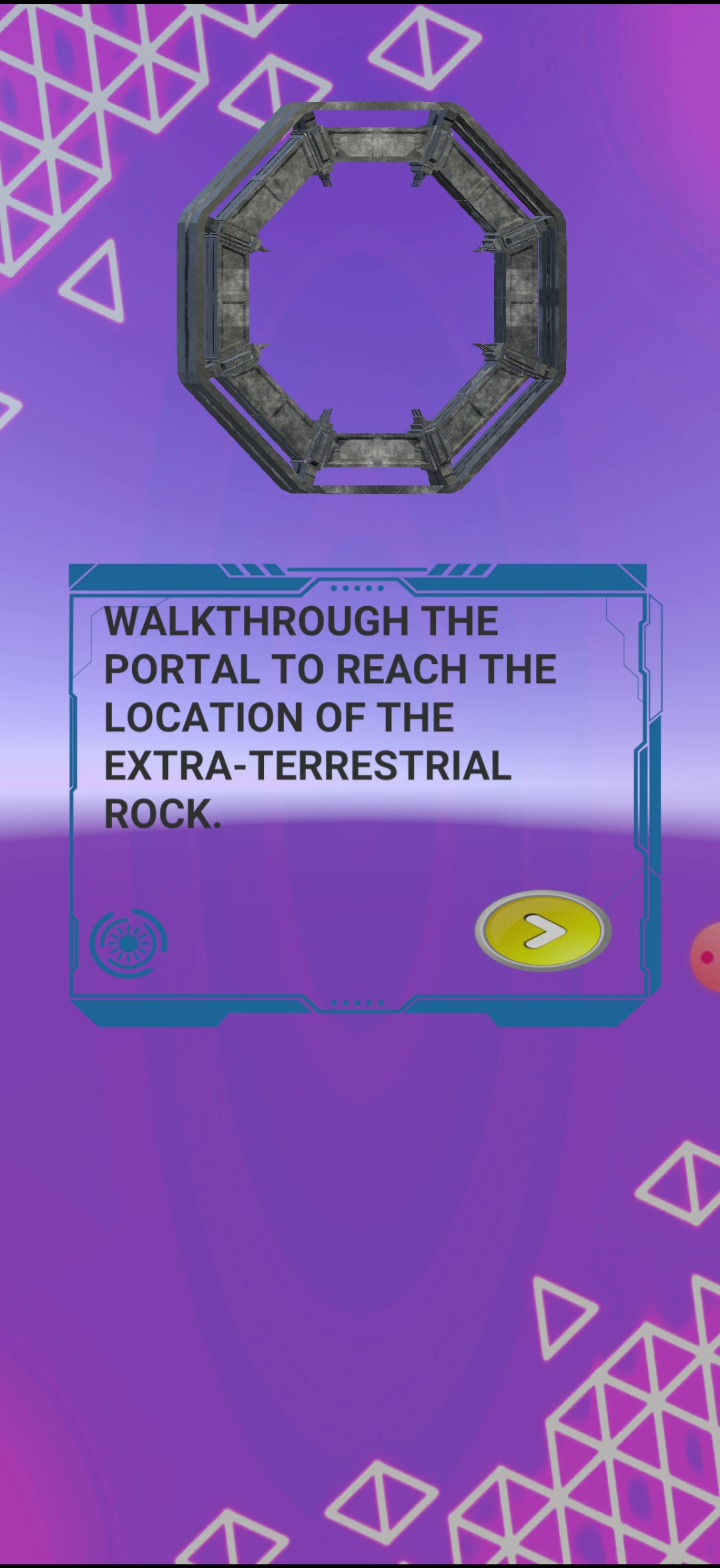 WALKTHROUGH THE
PORTAL TO REACH THE
LOCATION OF THE
EXTRA-TERRESTRIAL
ROCK.